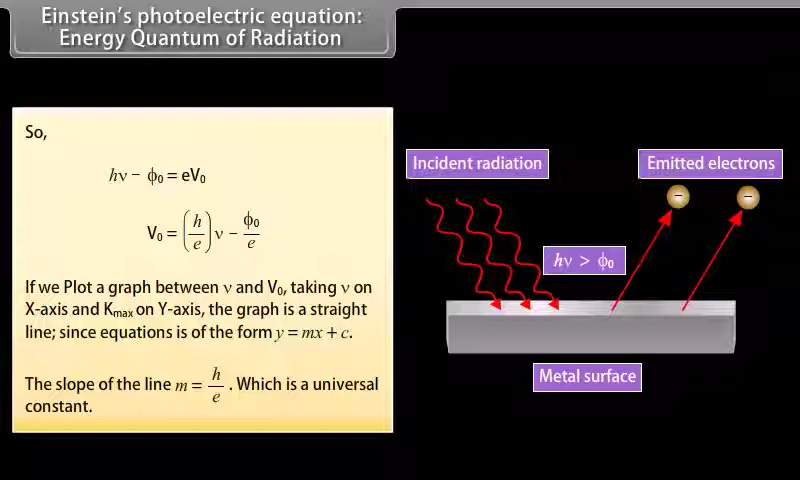 Einstein's photoelectric equation:
Energy Quantum of Radiation
So,
hν − ϕ₀ = eV₀
V₀ = (h/e) ν − ϕ₀/e
If we Plot a graph between ν and V₀, taking ν on
X-axis and Kmax on Y-axis, the graph is a straight
line; since equations is of the form y = mx + c.
The slope of the line m = h/e . Which is a universal
constant.
Incident radiation
Emitted electrons
− −
hν > ϕ₀
Metal surface